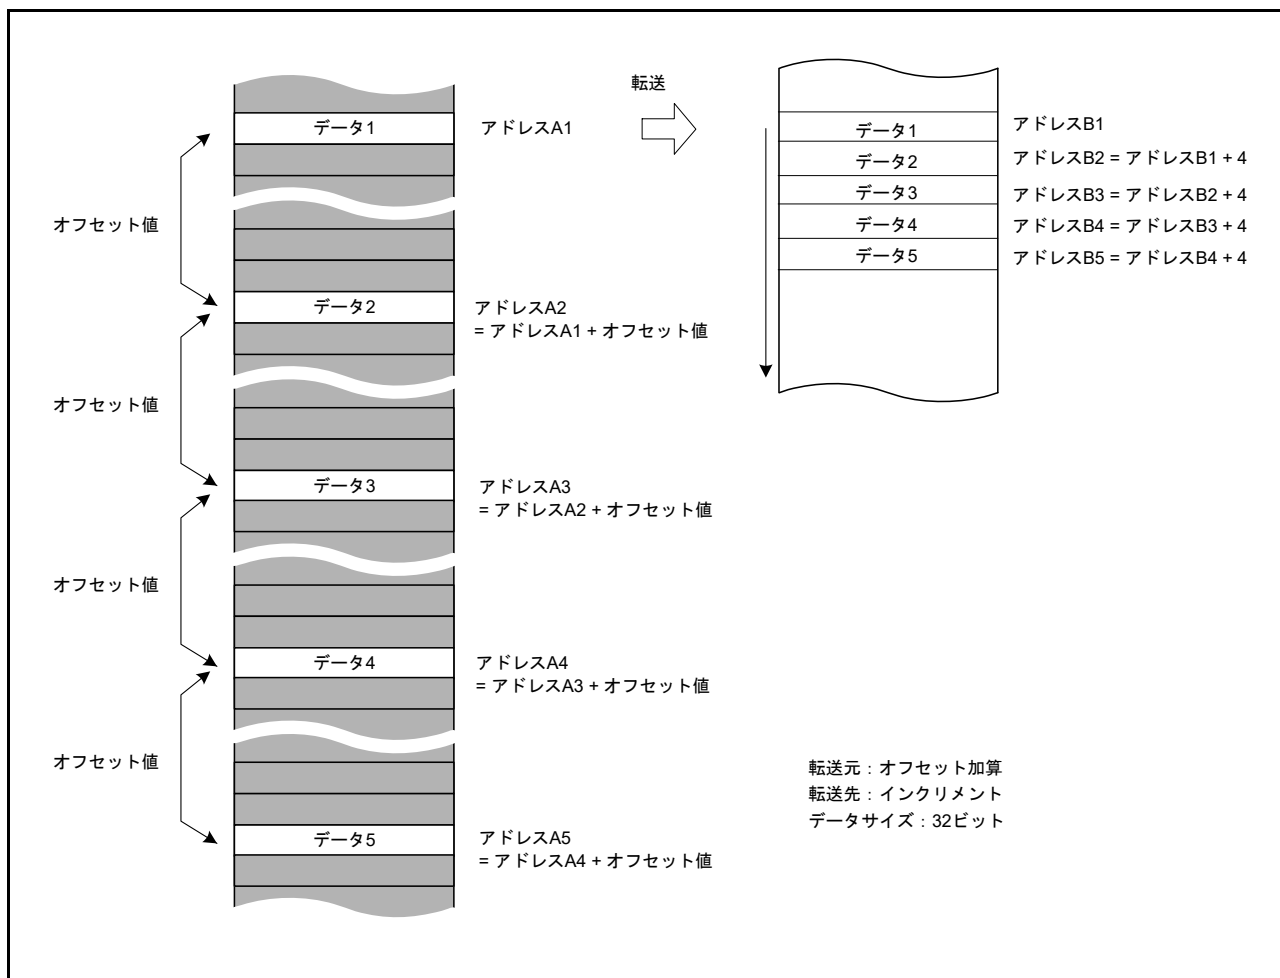 転送
データ1
アドレスA1
オフセット値
データ2
アドレスA2
= アドレスA1 + オフセット値
オフセット値
データ3
アドレスA3
= アドレスA2 + オフセット値
オフセット値
データ4
アドレスA4
= アドレスA3 + オフセット値
オフセット値
データ5
アドレスA5
= アドレスA4 + オフセット値
データ1
アドレスB1
データ2
アドレスB2 = アドレスB1 + 4
データ3
アドレスB3 = アドレスB2 + 4
データ4
アドレスB4 = アドレスB3 + 4
データ5
アドレスB5 = アドレスB4 + 4
転送元：オフセット加算
転送先：インクリメント
データサイズ：32ビット